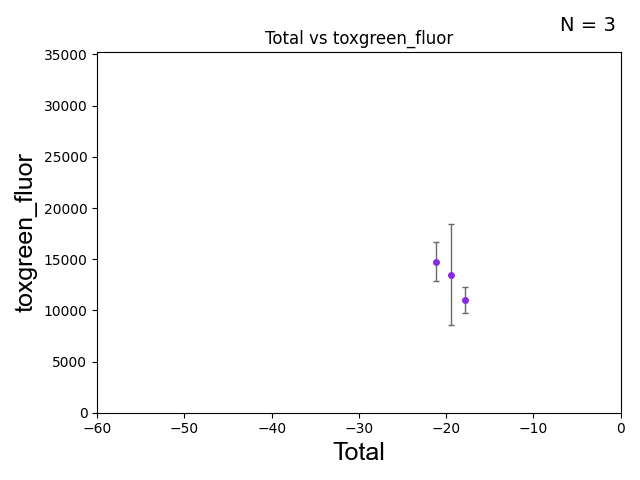 N = 3
Total vs toxgreen_fluor
35000
30000
25000
20000
15000
10000
5000
0
toxgreen_fluor
−60 −50 −40 −30 −20 −10 0
Total